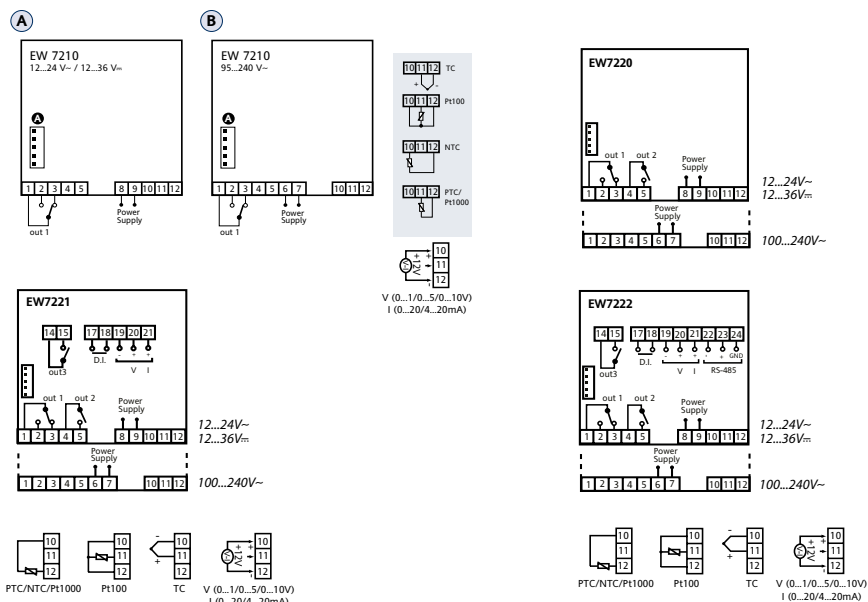 A
B
EW 7210
12...24 V~ / 12...36 V⎓
A
1 2 3 4 5 8 9 10 11 12
Power
Supply
out 1
EW 7210
95...240 V~
A
1 2 3 4 5 6 7 10 11 12
Power
Supply
out 1
10 11 12 TC
+ -
10 11 12 Pt100
10 11 12 NTC
10 11 12 PTC/
Pt1000
V-I + +12V - 10 11 12
V (0...1/0...5/0...10V)
I (0...20/4...20mA)
EW7220
out 1 out 2
Power
Supply
1 2 3 4 5 8 9 10 11 12
12...24V~
12...36V⎓
Power
Supply
1 2 3 4 5 6 7 10 11 12
100...240V~
EW7221
14 15 17 18 19 20 21
- + +
out3 D.I. V I
out 1 out 2
Power
Supply
1 2 3 4 5 8 9 10 11 12
12...24V~
12...36V⎓
Power
Supply
1 2 3 4 5 6 7 10 11 12
100...240V~
10 11 12
PTC/NTC/Pt1000
10 11 12
Pt100
- + 10 11 12
TC
V-I + +12V - 10 11 12
V (0...1/0...5/0...10V)
I (0...20/4...20mA)
EW7222
14 15 17 18 19 20 21 22 23 24
- + + - + GND
out3 D.I. V I RS-485
out 1 out 2
Power
Supply
1 2 3 4 5 8 9 10 11 12
12...24V~
12...36V⎓
Power
Supply
1 2 3 4 5 6 7 10 11 12
100...240V~
10 11 12
PTC/NTC/Pt1000
10 11 12
Pt100
- + 10 11 12
TC
V-I + +12V - 10 11 12
V (0...1/0...5/0...10V)
I (0...20/4...20mA)